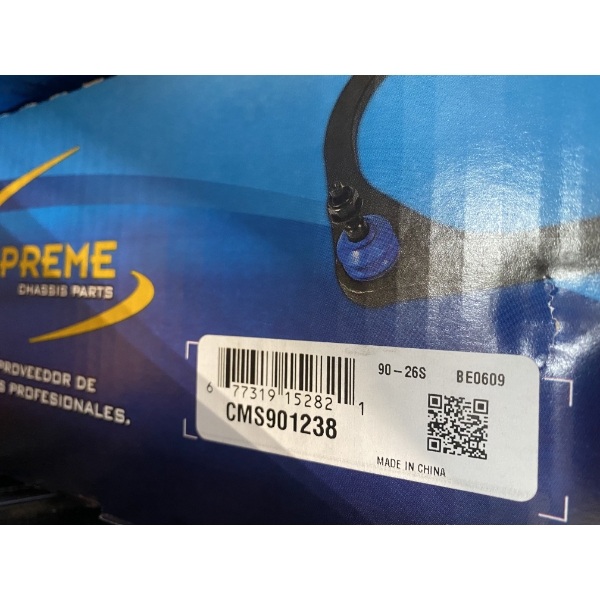 PREME
CHASSIS PARTS
PROVEEDOR DE
S PROFESIONALES.
90-26S BE0609
6 77319 15282 1
CMS901238
MADE IN CHINA